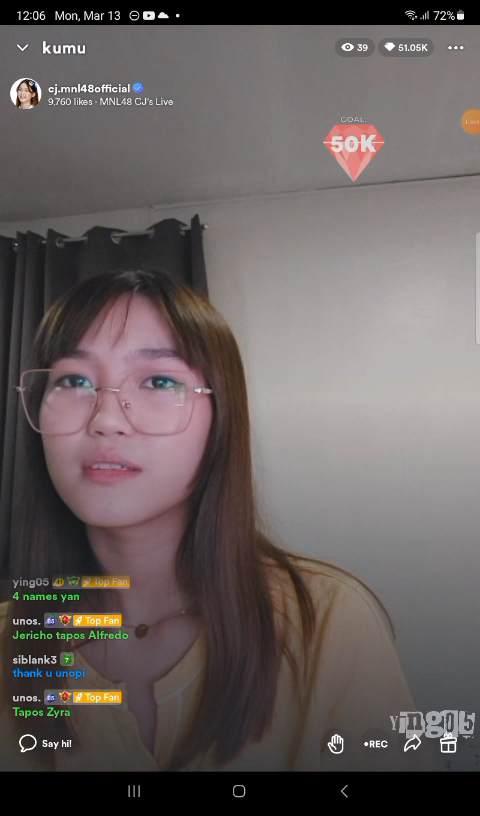 12:06 Mon, Mar 13 72%
kumu 39 51.05K
cj.mnl48official
9,760 likes · MNL48 CJ's Live
GOAL:
50K
ying05 Top Fan
4 names yan
unos. Top Fan
Jericho tapos Alfredo
siblank3 7
thank u unopi
unos. Top Fan
Tapos Zyra
Ying05
Say hi! •REC